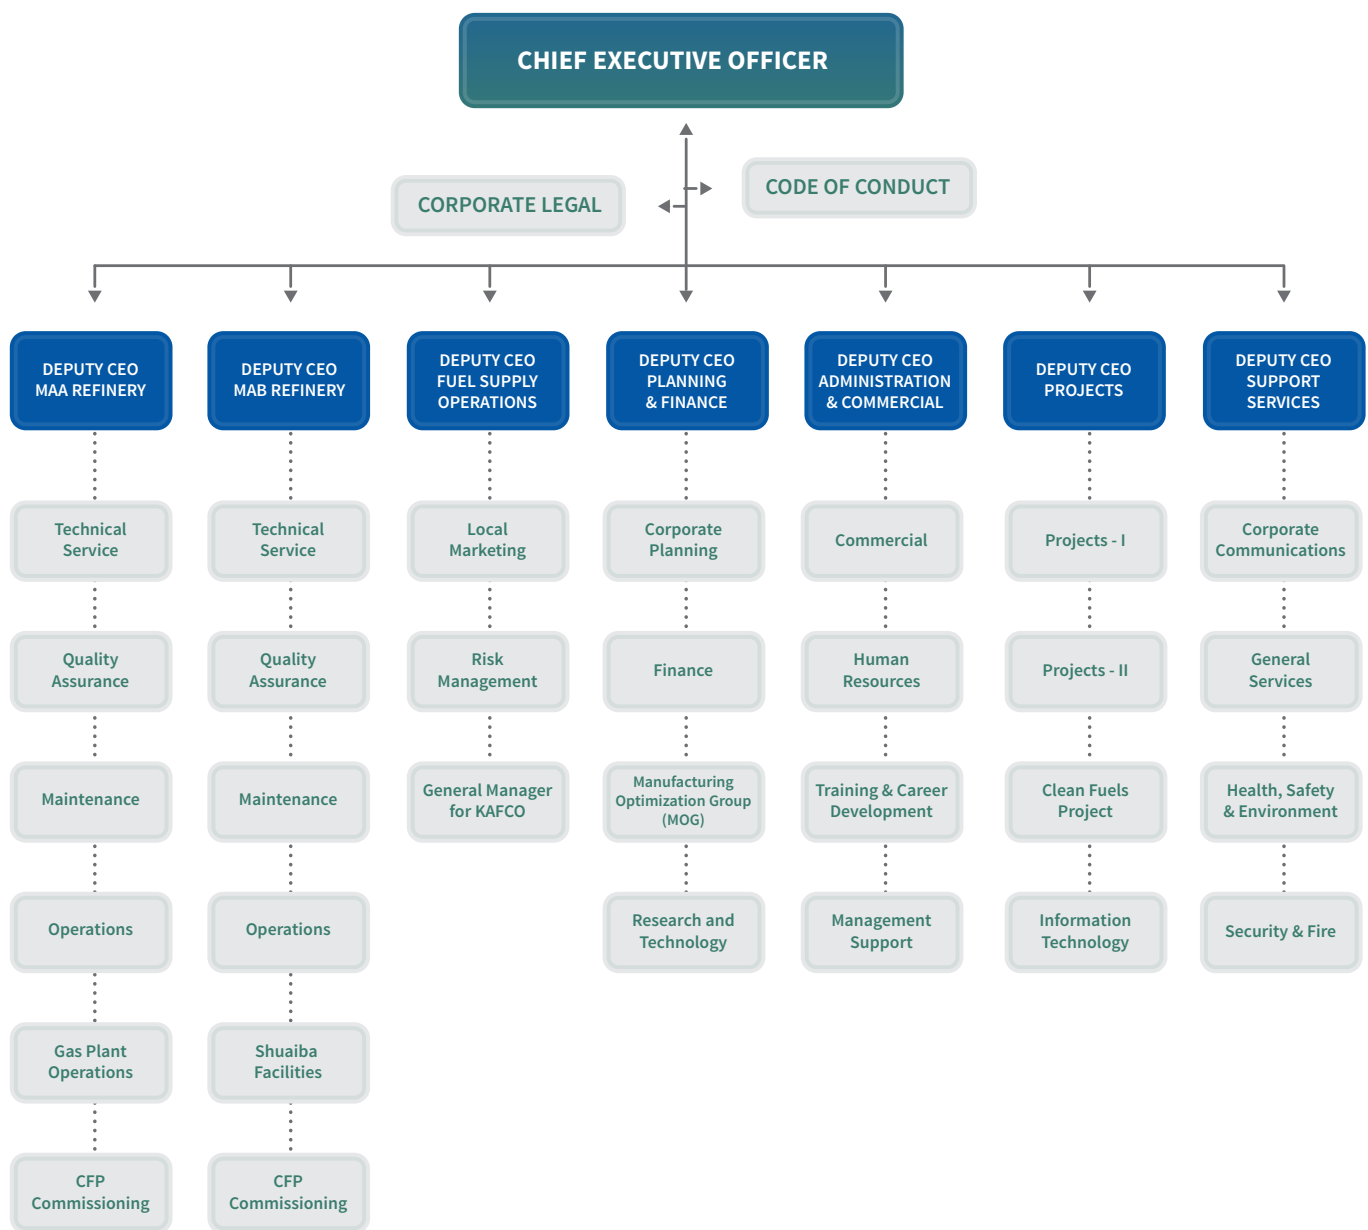 CHIEF EXECUTIVE OFFICER
CODE OF CONDUCT
CORPORATE LEGAL
DEPUTY CEO
MAA REFINERY
DEPUTY CEO
MAB REFINERY
DEPUTY CEO
FUEL SUPPLY
OPERATIONS
DEPUTY CEO
PLANNING
& FINANCE
DEPUTY CEO
ADMINISTRATION
& COMMERCIAL
DEPUTY CEO
PROJECTS
DEPUTY CEO
SUPPORT
SERVICES
Technical
Service
Technical
Service
Local
Marketing
Corporate
Planning
Commercial
Projects - I
Corporate
Communications
Quality
Assurance
Quality
Assurance
Risk
Management
Finance
Human
Resources
Projects - II
General
Services
Maintenance
Maintenance
General Manager
for KAFCO
Manufacturing
Optimization Group
(MOG)
Training & Career
Development
Clean Fuels
Project
Health, Safety
& Environment
Operations
Operations
Research and
Technology
Management
Support
Information
Technology
Security & Fire
Gas Plant
Operations
Shuaiba
Facilities
CFP
Commissioning
CFP
Commissioning